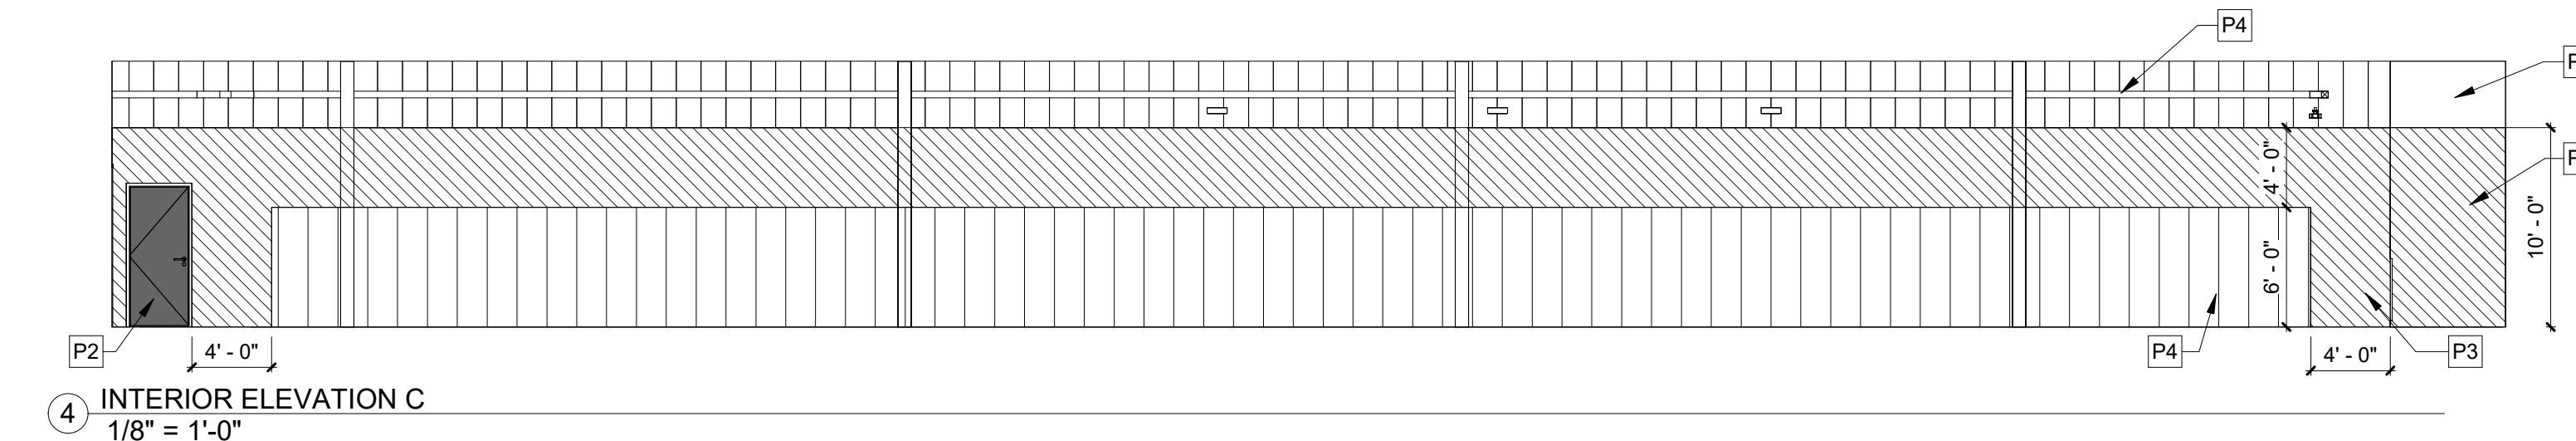 P4
P
P
4' - 0"
6' - 0"
10' - 0"
P2
4' - 0"
P4
4' - 0"
P3
4
INTERIOR ELEVATION C
1/8" = 1'-0"